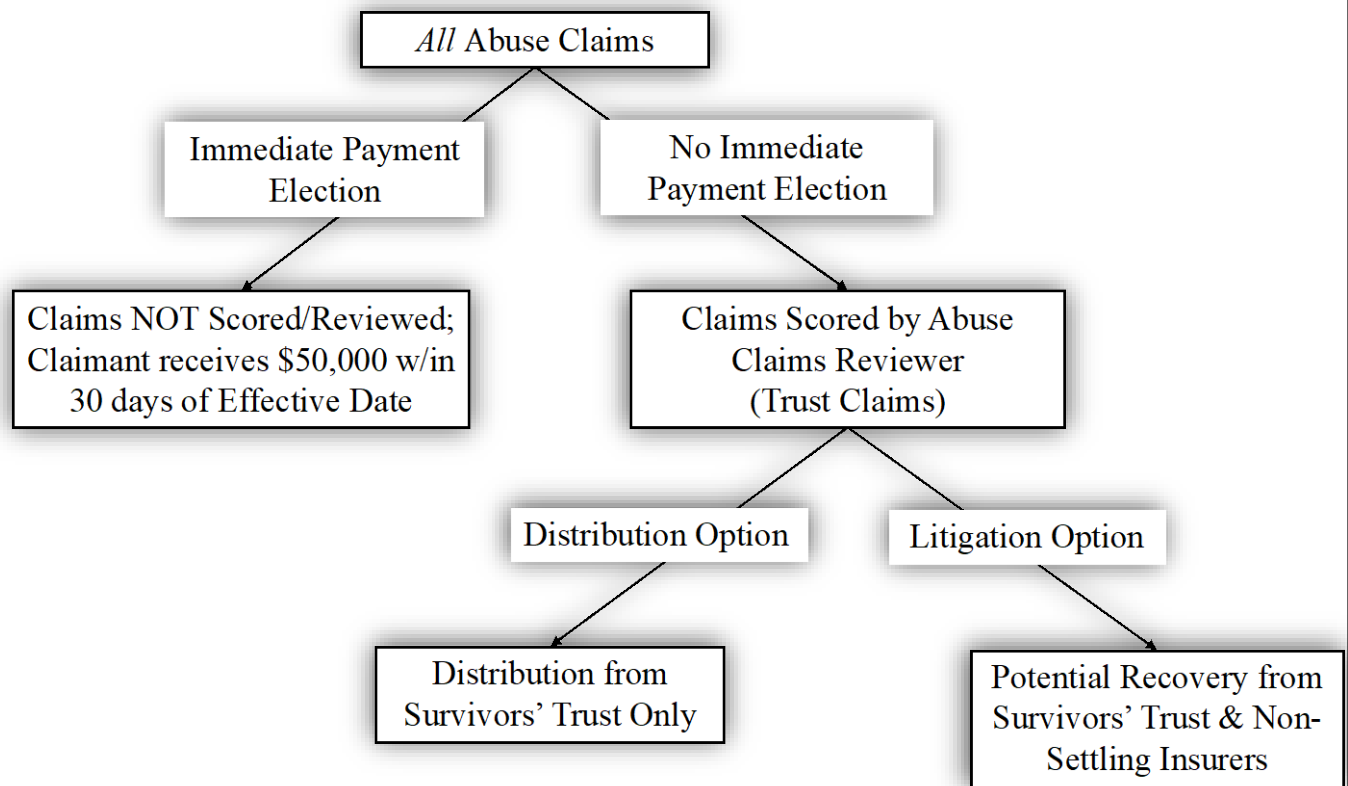 All Abuse Claims
Immediate Payment
Election
No Immediate
Payment Election
Claims NOT Scored/Reviewed;
Claimant receives $50,000 w/in
30 days of Effective Date
Claims Scored by Abuse
Claims Reviewer
(Trust Claims)
Distribution Option
Litigation Option
Distribution from
Survivors’ Trust Only
Potential Recovery from
Survivors’ Trust & Non-
Settling Insurers